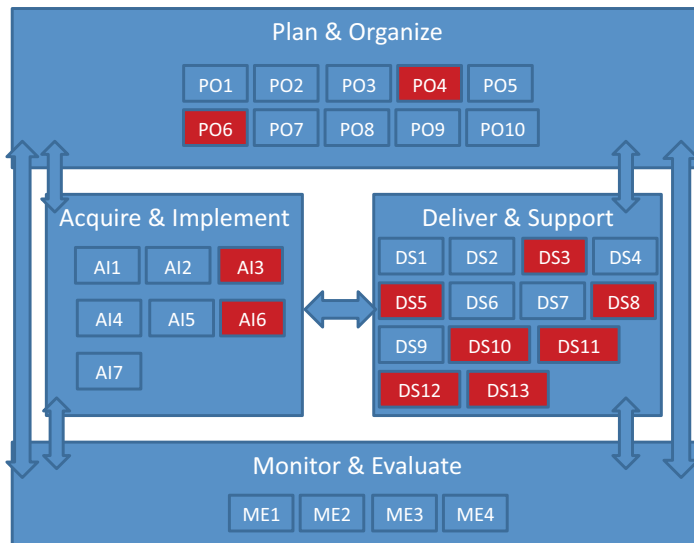 Plan & Organize
PO1 PO2 PO3 PO4 PO5
PO6 PO7 PO8 PO9 PO10
Acquire & Implement
AI1 AI2 AI3
AI4 AI5 AI6
AI7
Deliver & Support
DS1 DS2 DS3 DS4
DS5 DS6 DS7 DS8
DS9 DS10 DS11
DS12 DS13
Monitor & Evaluate
ME1 ME2 ME3 ME4